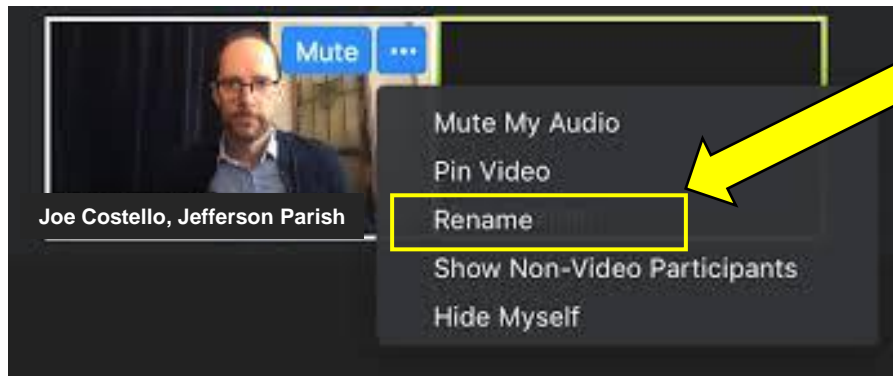 Mute ...
Mute My Audio
Pin Video
Joe Costello, Jefferson Parish
Rename
Show Non-Video Participants
Hide Myself